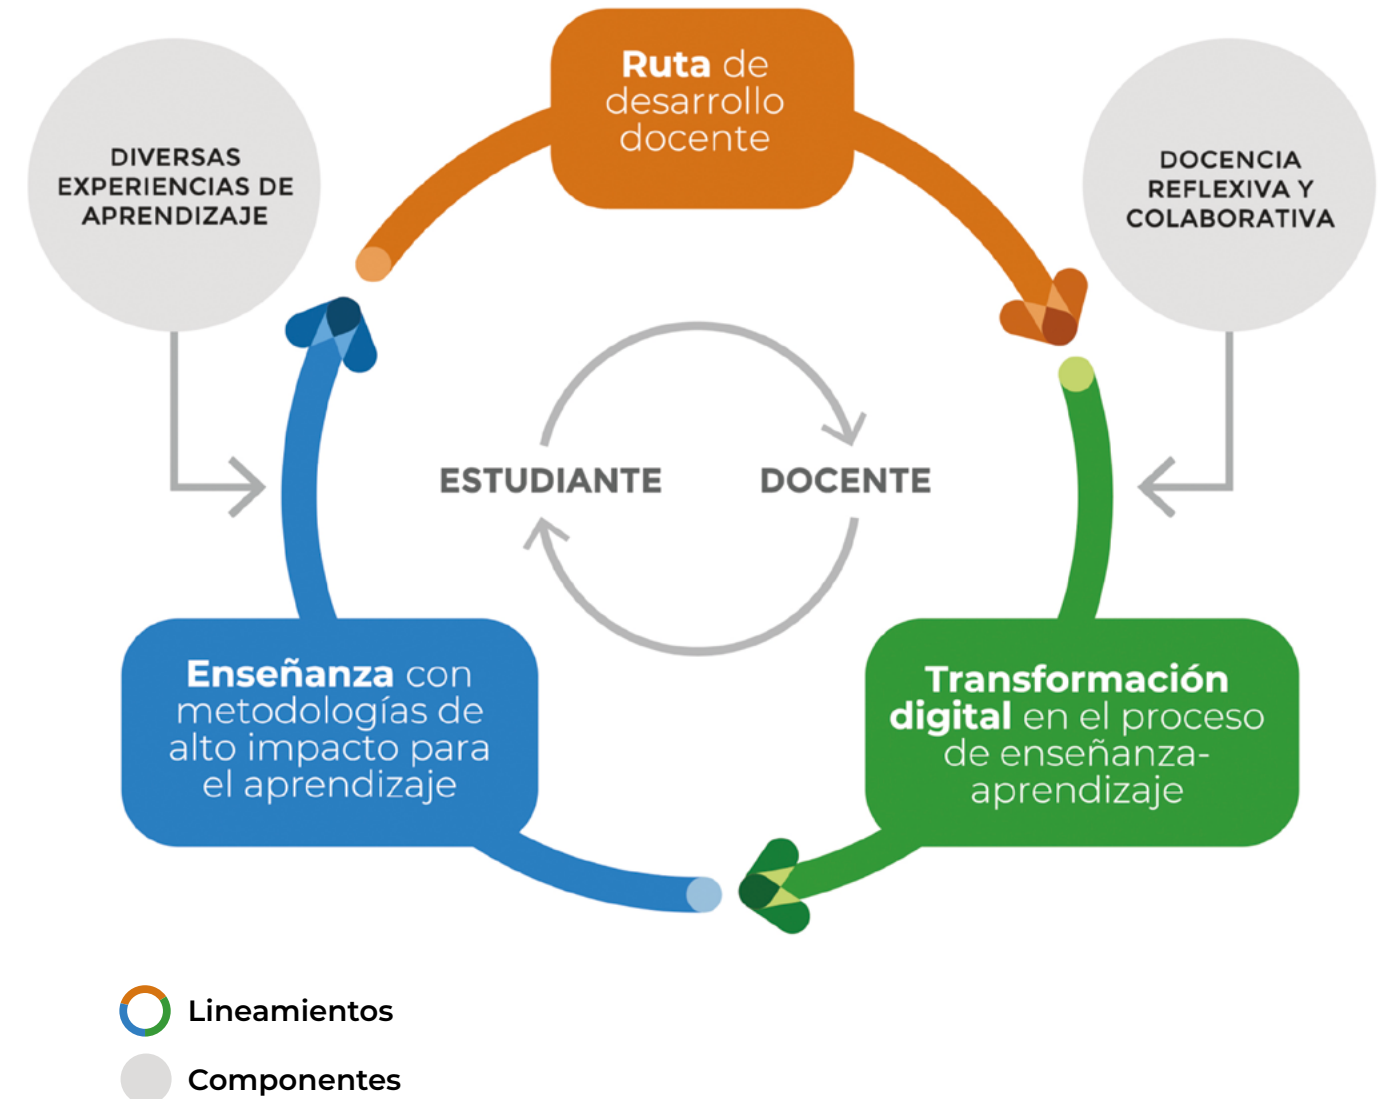 Ruta de
desarrollo
docente
DIVERSAS
EXPERIENCIAS DE
APRENDIZAJE
DOCENCIA
REFLEXIVA Y
COLABORATIVA
ESTUDIANTE
DOCENTE
Enseñanza con
metodologías de
alto impacto para
el aprendizaje
Transformación
digital en el proceso
de enseñanza-
aprendizaje
Lineamientos
Componentes